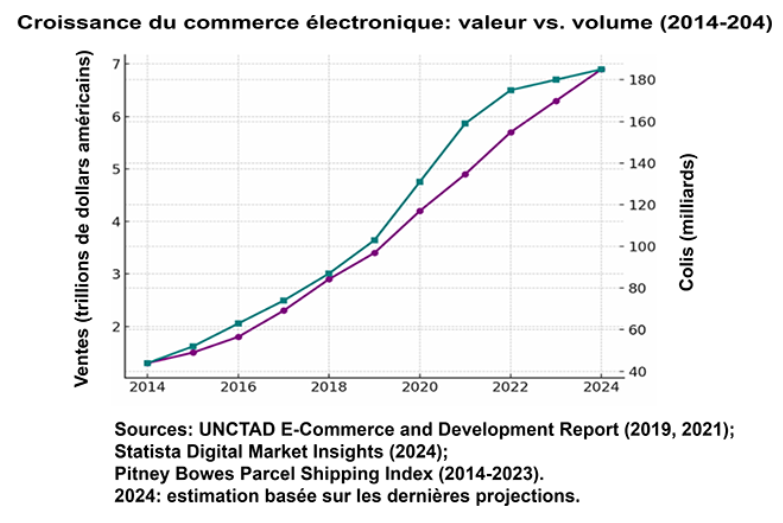 Croissance du commerce électronique: valeur vs. volume (2014-204)
Ventes (trillions de dollars américains)
7
6
5
4
3
2
180
160
140
120
100
80
60
40
Colis (milliards)
2014 2016 2018 2020 2022 2024
Sources: UNCTAD E-Commerce and Development Report (2019, 2021);
Statista Digital Market Insights (2024);
Pitney Bowes Parcel Shipping Index (2014-2023).
2024: estimation basée sur les dernières projections.